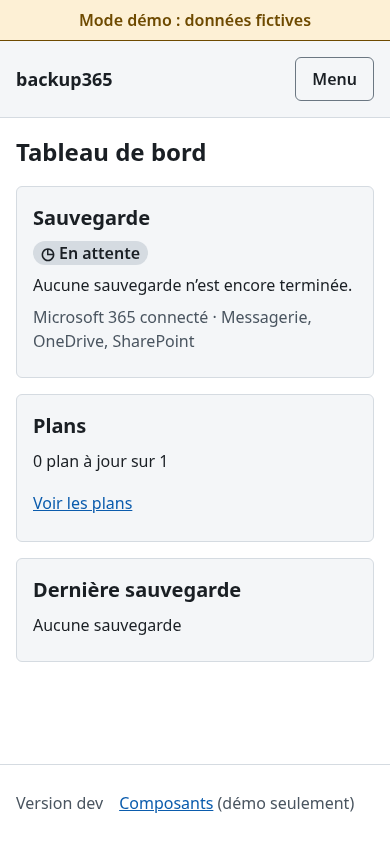 Mode démo : données fictives
backup365
Menu
Tableau de bord
Sauvegarde
En attente
Aucune sauvegarde n’est encore terminée.
Microsoft 365 connecté · Messagerie,
OneDrive, SharePoint
Plans
0 plan à jour sur 1
Voir les plans
Dernière sauvegarde
Aucune sauvegarde
Version dev Composants (démo seulement)